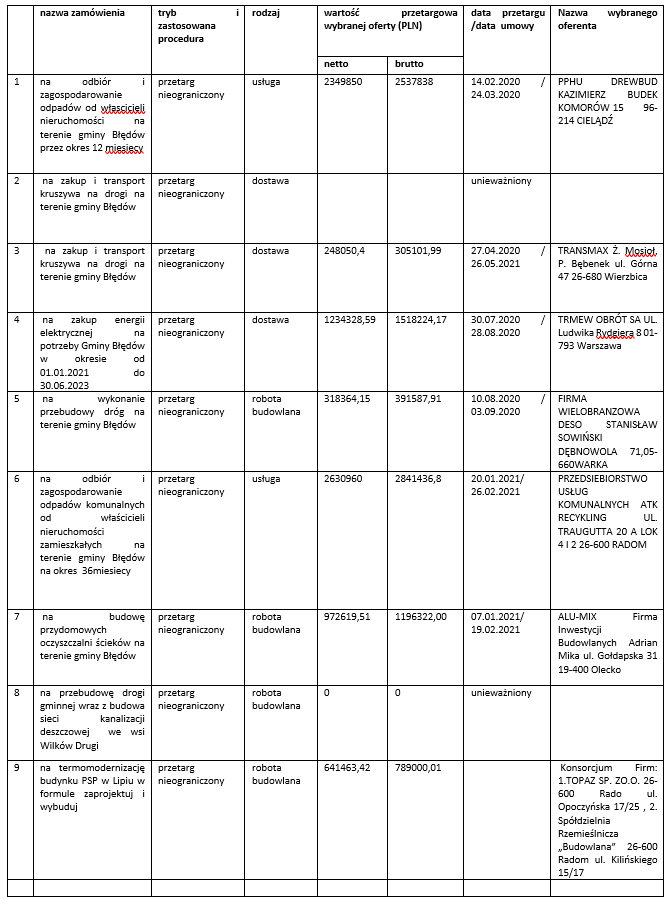 nazwa zamówienia
tryb i
zastosowana
procedura
rodzaj
wartość przetargowa
wybranej oferty (PLN)
data przetargu
/data umowy
Nazwa wybranego
oferenta
netto
brutto
1
na odbiór i
zagospodarowanie
odpadów od włascicieli
nieruchomości na
terenie gminy Błędów
przez okres 12 miesięcy
przetarg
nieograniczony
usługa
2349850
2537838
14.02.2020 /
24.03.2020
PPHU DREWBUD
KAZIMIERZ BUDEK
KOMORÓW 15 96-
214 CIELĄDŹ
2
na zakup i transport
kruszywa na drogi na
terenie gminy Błędów
przetarg
nieograniczony
dostawa
unieważniony
3
na zakup i transport
kruszywa na drogi na
terenie gminy Błędów
przetarg
nieograniczony
dostawa
248050,4
305101,99
27.04.2020 /
26.05.2021
TRANSMAX Ż. Mosioł,
P. Bębenek ul. Górna
47 26-680 Wierzbica
4
na zakup energii
elektrycznej na
potrzeby Gminy Błędów
w okresie od
01.01.2021 do
30.06.2023
przetarg
nieograniczony
dostawa
1234328,59
1518224,17
30.07.2020 /
28.08.2020
TRMEW OBRÓT SA UL.
Ludwika Rydgiera 8 01-
793 Warszawa
5
na wykonanie
przebudowy dróg na
terenie gminy Błędów
przetarg
nieograniczony
robota
budowlana
318364,15
391587,91
10.08.2020 /
03.09.2020
FIRMA
WIELOBRANZOWA
DESO STANISŁAW
SOWIŃSKI
DĘBNOWOLA 71,05-
660WARKA
6
na odbiór i
zagospodarowanie
odpadów komunalnych
od właścicieli
nieruchomości
zamieszkałych na
terenie gminy Błędów
na okres 36miesiecy
przetarg
nieograniczony
usługa
2630960
2841436,8
20.01.2021/
26.02.2021
PRZEDSIEBIORSTWO
USŁUG
KOMUNALNYCH ATK
RECYKLING UL.
TRAUGUTTA 20 A LOK
4 I 2 26-600 RADOM
7
na budowę
przydomowych
oczyszczalni ścieków na
terenie gminy Błędów
przetarg
nieograniczony
robota
budowlana
972619,51
1196322,00
07.01.2021/
19.02.2021
ALU-MIX Firma
Inwestycji
Budowlanych Adrian
Mika ul. Gołdapska 31
19-400 Olecko
8
na przebudowę drogi
gminnej wraz z budowa
sieci kanalizacji
deszczowej we wsi
Wilków Drugi
przetarg
nieograniczony
robota
budowlana
0
0
unieważniony
9
na termomodernizację
budynku PSP w Lipiu w
formule zaprojektuj i
wybuduj
przetarg
nieograniczony
robota
budowlana
641463,42
789000,01
Konsorcjum Firm:
1.TOPAZ SP. ZO.O. 26-
600 Rado ul.
Opoczyńska 17/25 , 2.
Spółdzielnia
Rzemieślnicza
„Budowlana” 26-600
Radom ul. Kilińskiego
15/17